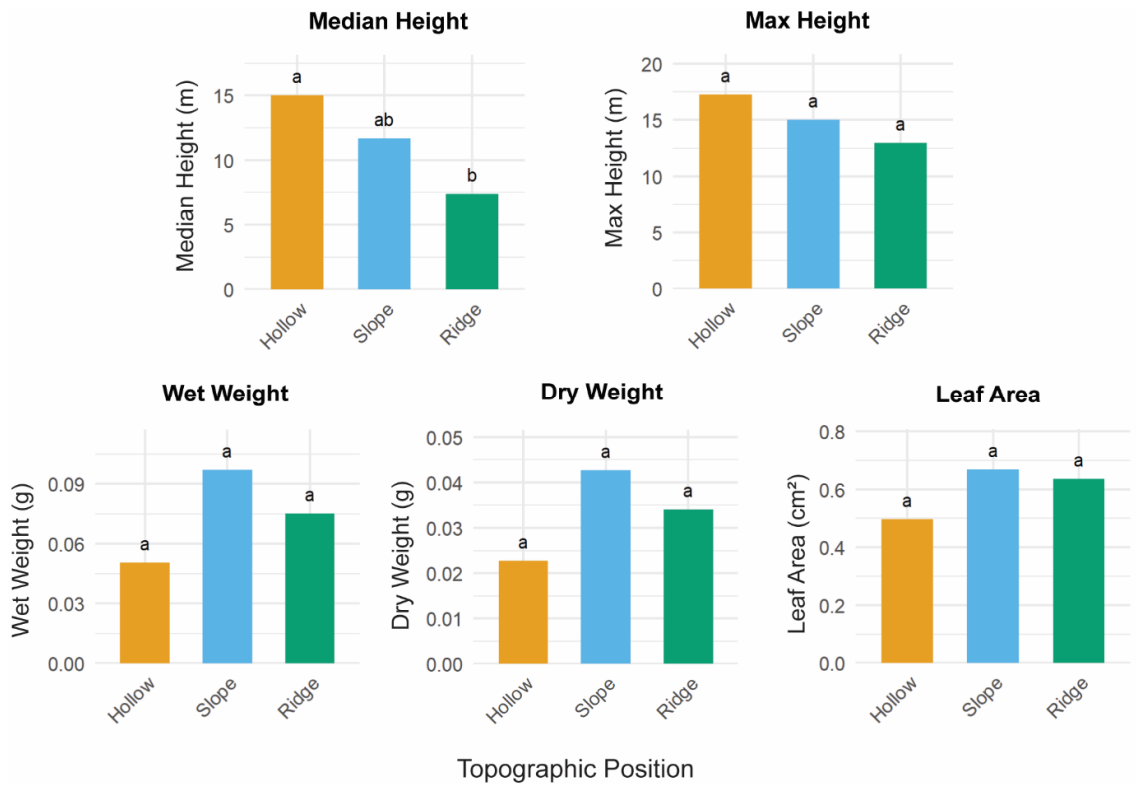 Median Height
Median Height (m)
15
10
5
0
a
ab
b
Hollow
Slope
Ridge
Max Height
Max Height (m)
20
15
10
5
0
a
a
a
Hollow
Slope
Ridge
Wet Weight
Wet Weight (g)
0.09
0.06
0.03
0.00
a
a
a
Hollow
Slope
Ridge
Dry Weight
Dry Weight (g)
0.05
0.04
0.03
0.02
0.01
0.00
a
a
a
Hollow
Slope
Ridge
Leaf Area
Leaf Area (cm²)
0.8
0.6
0.4
0.2
0.0
a
a
a
Hollow
Slope
Ridge
Topographic Position